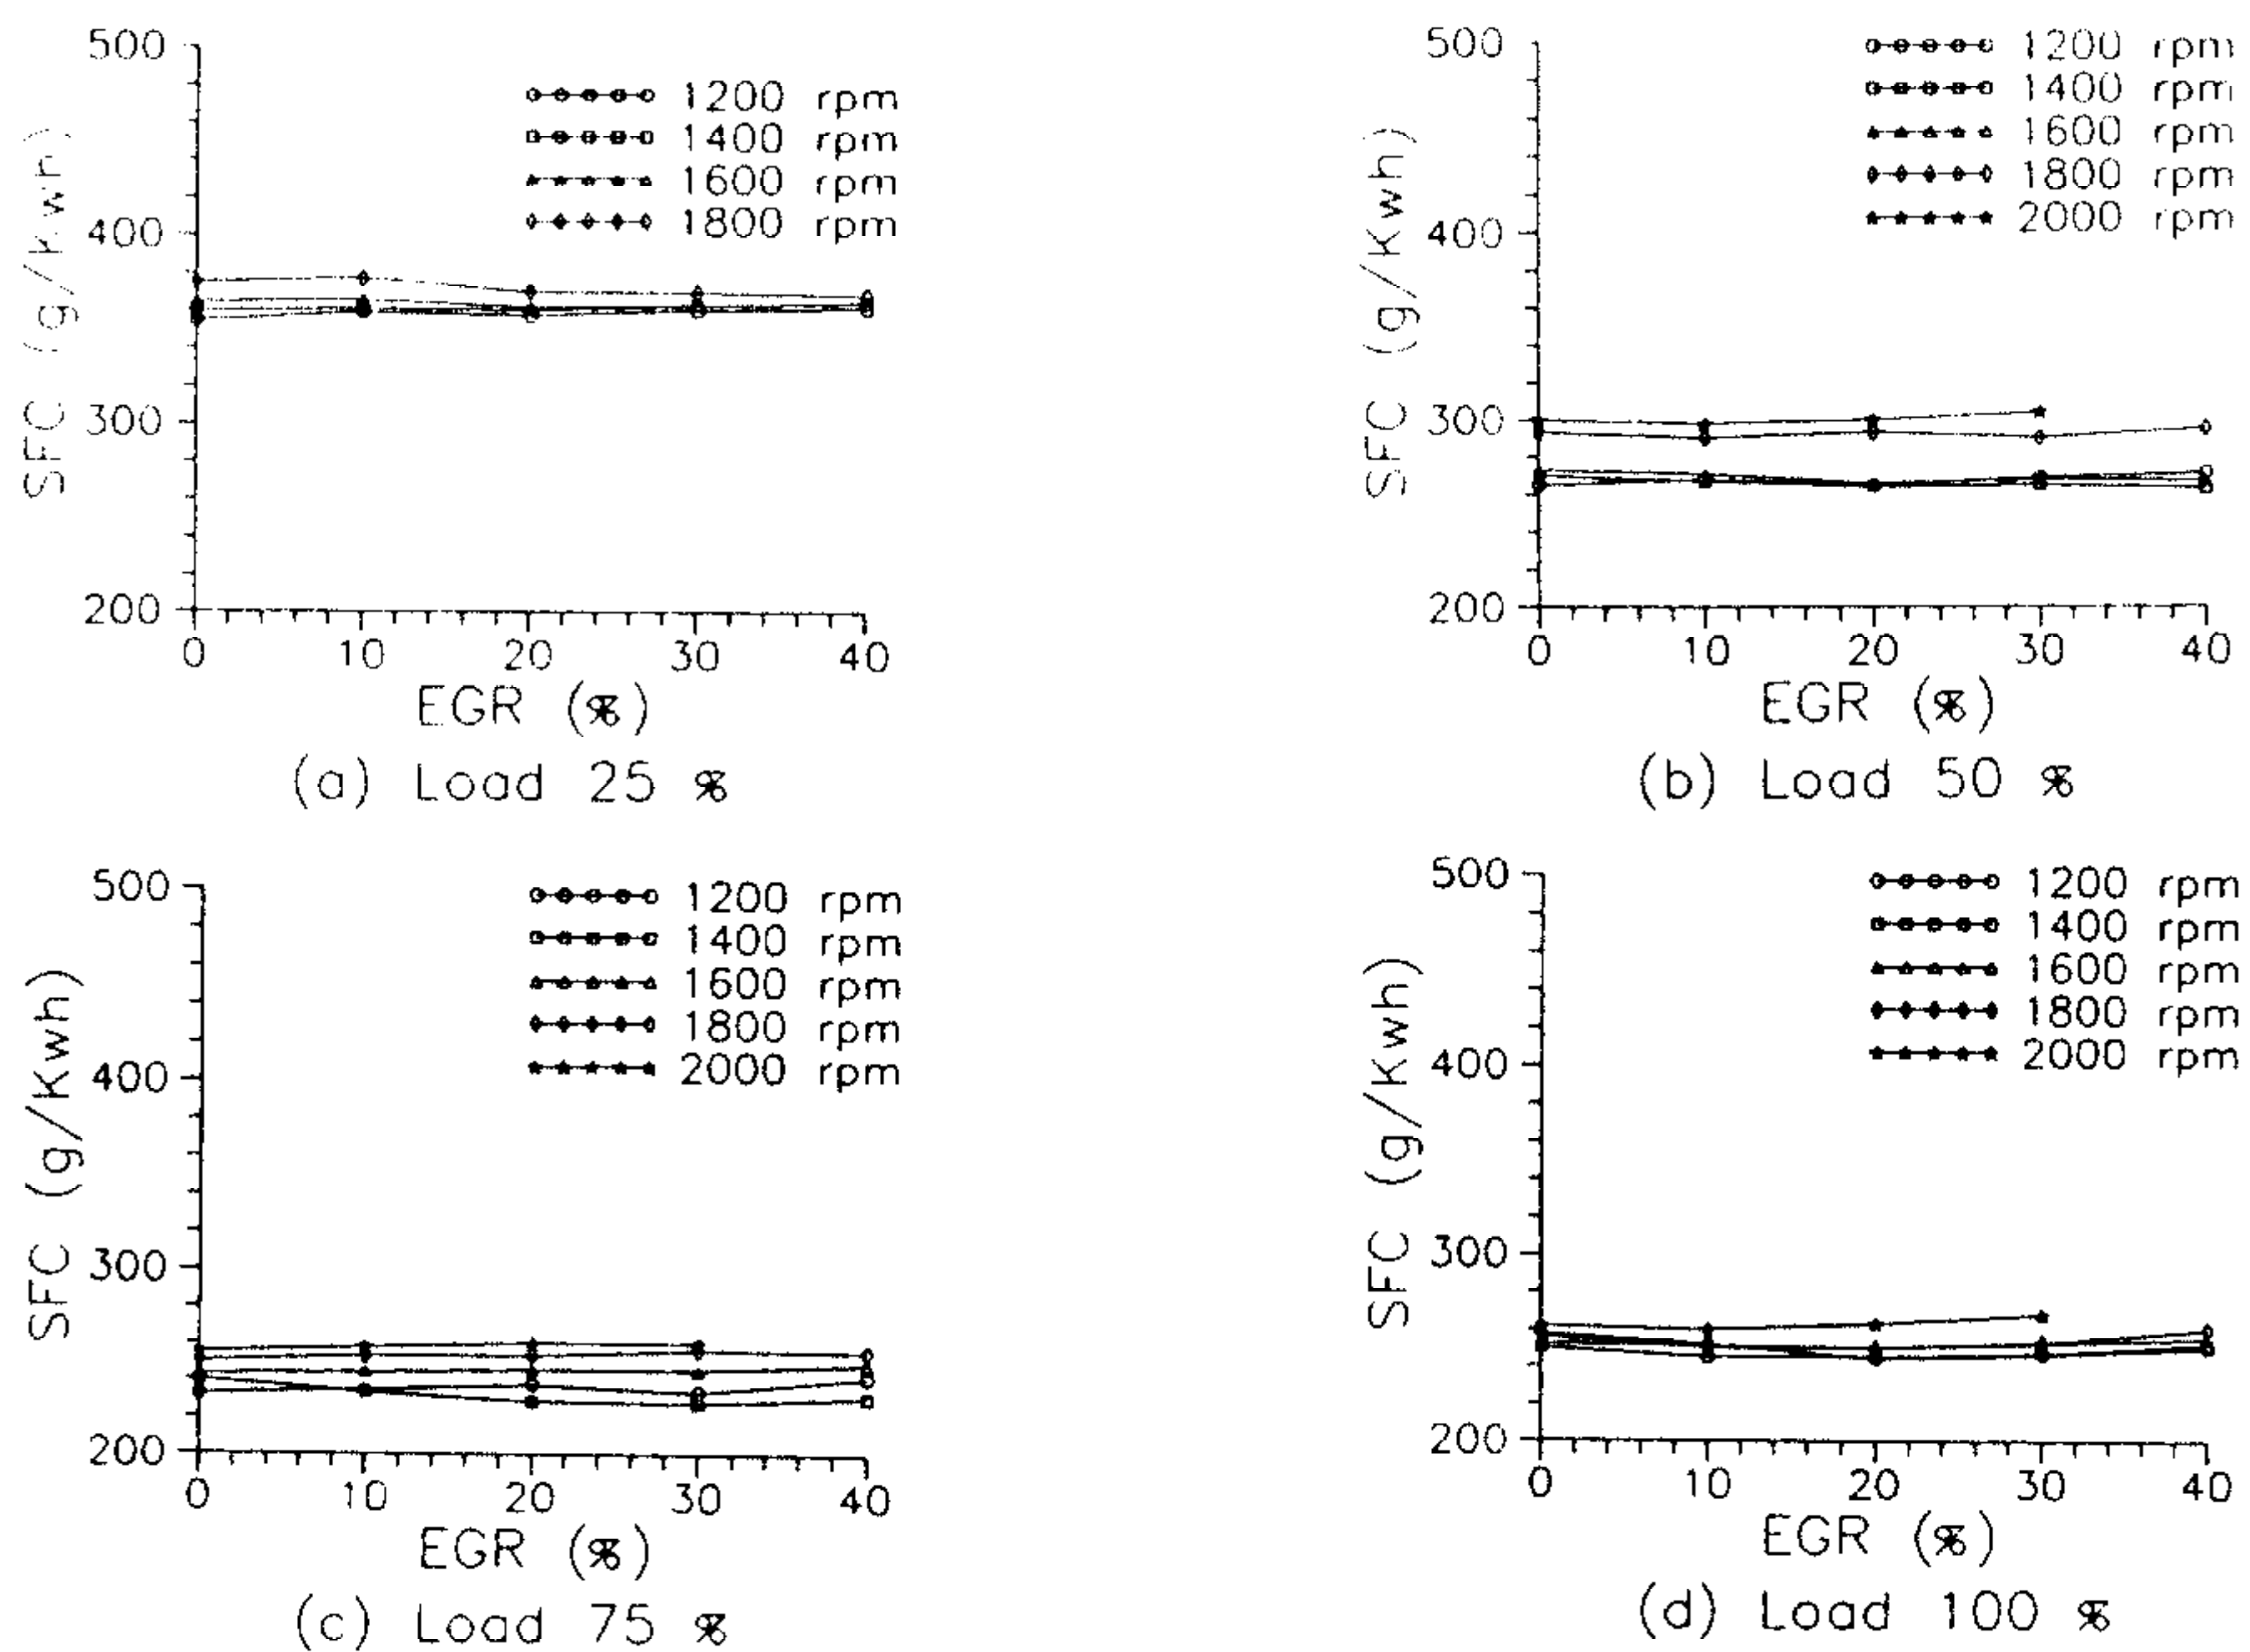 500
400
300
200
SFC (g/Kwh)
1200 rpm
1400 rpm
1600 rpm
1800 rpm
0 10 20 30 40
EGR (%)
(a) Load 25 %
500
400
300
200
SFC (g/Kwh)
1200 rpm
1400 rpm
1600 rpm
1800 rpm
2000 rpm
0 10 20 30 40
EGR (%)
(b) Load 50 %
500
400
300
200
SFC (g/Kwh)
1200 rpm
1400 rpm
1600 rpm
1800 rpm
2000 rpm
0 10 20 30 40
EGR (%)
(c) Load 75 %
500
400
300
200
SFC (g/Kwh)
1200 rpm
1400 rpm
1600 rpm
1800 rpm
2000 rpm
0 10 20 30 40
EGR (%)
(d) Load 100 %